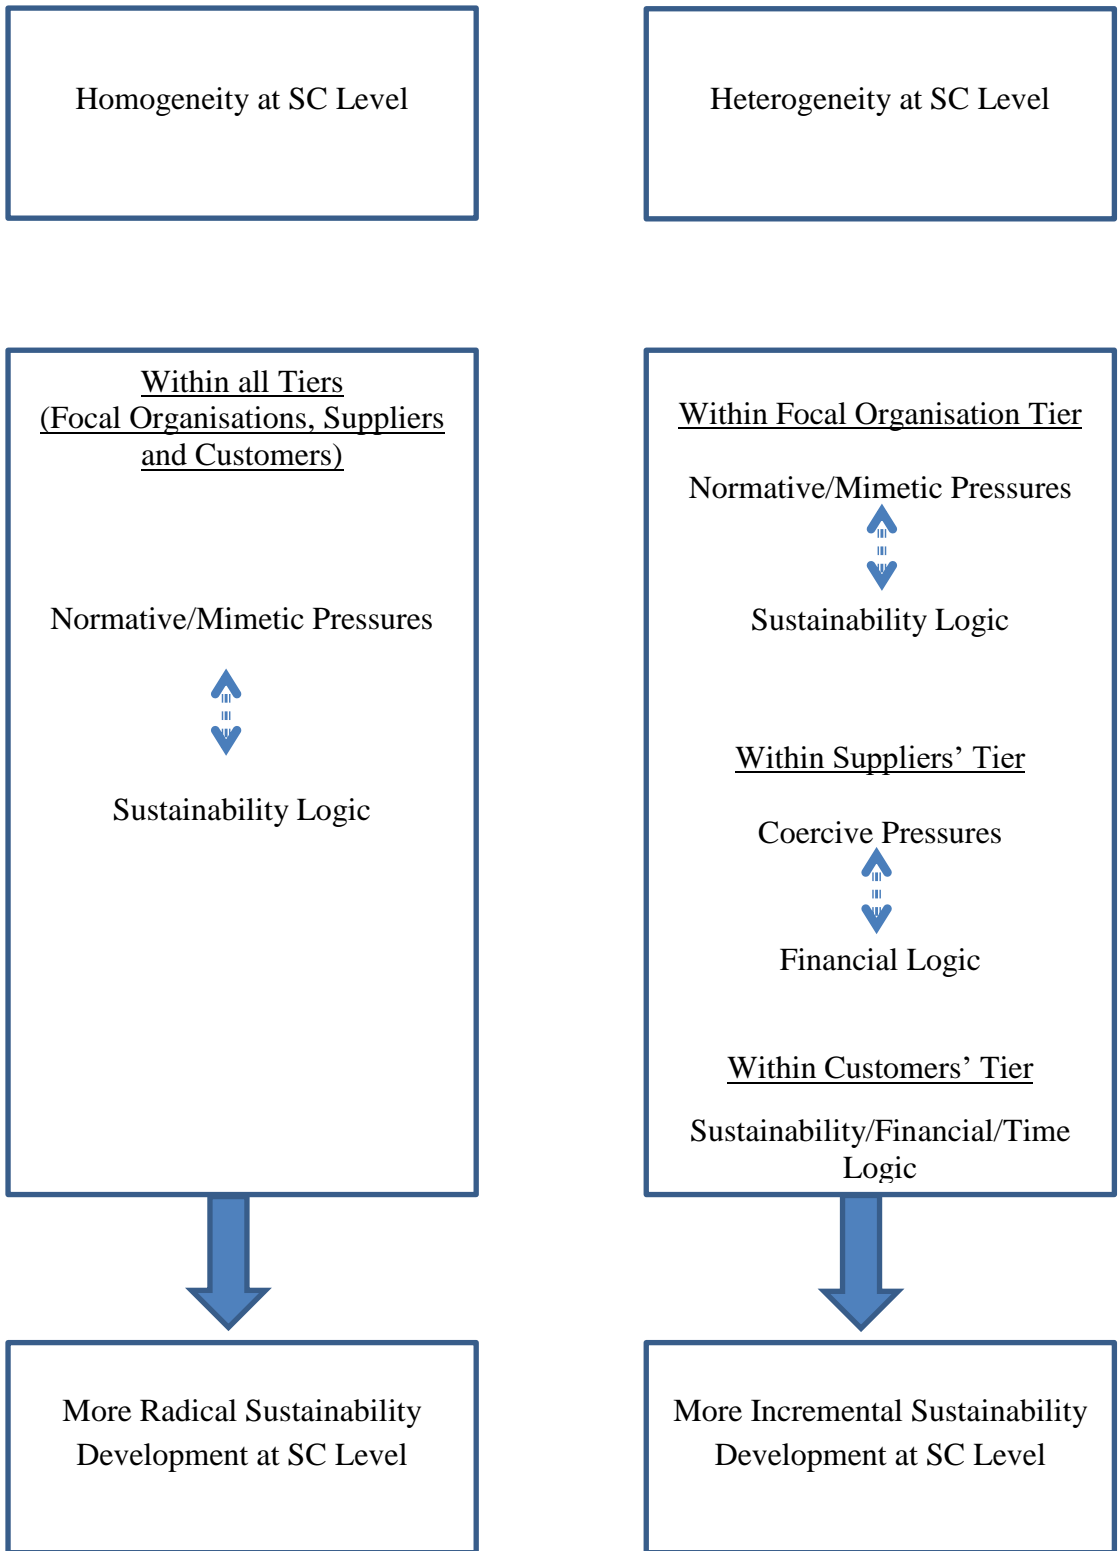 Homogeneity at SC Level
Heterogeneity at SC Level
Within all Tiers
(Focal Organisations, Suppliers
and Customers)
Normative/Mimetic Pressures
Sustainability Logic
Within Focal Organisation Tier
Normative/Mimetic Pressures
Sustainability Logic
Within Suppliers’ Tier
Coercive Pressures
Financial Logic
Within Customers’ Tier
Sustainability/Financial/Time
Logic
More Radical Sustainability
Development at SC Level
More Incremental Sustainability
Development at SC Level